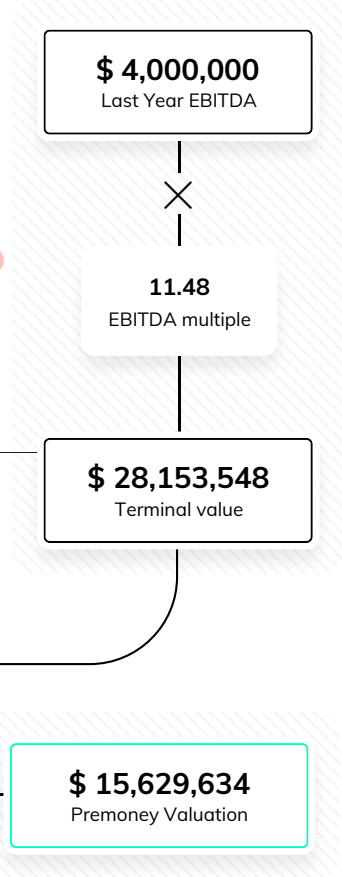 $ 4,000,000
Last Year EBITDA
11.48
EBITDA multiple
$ 28,153,548
Terminal value
$ 15,629,634
Premoney Valuation